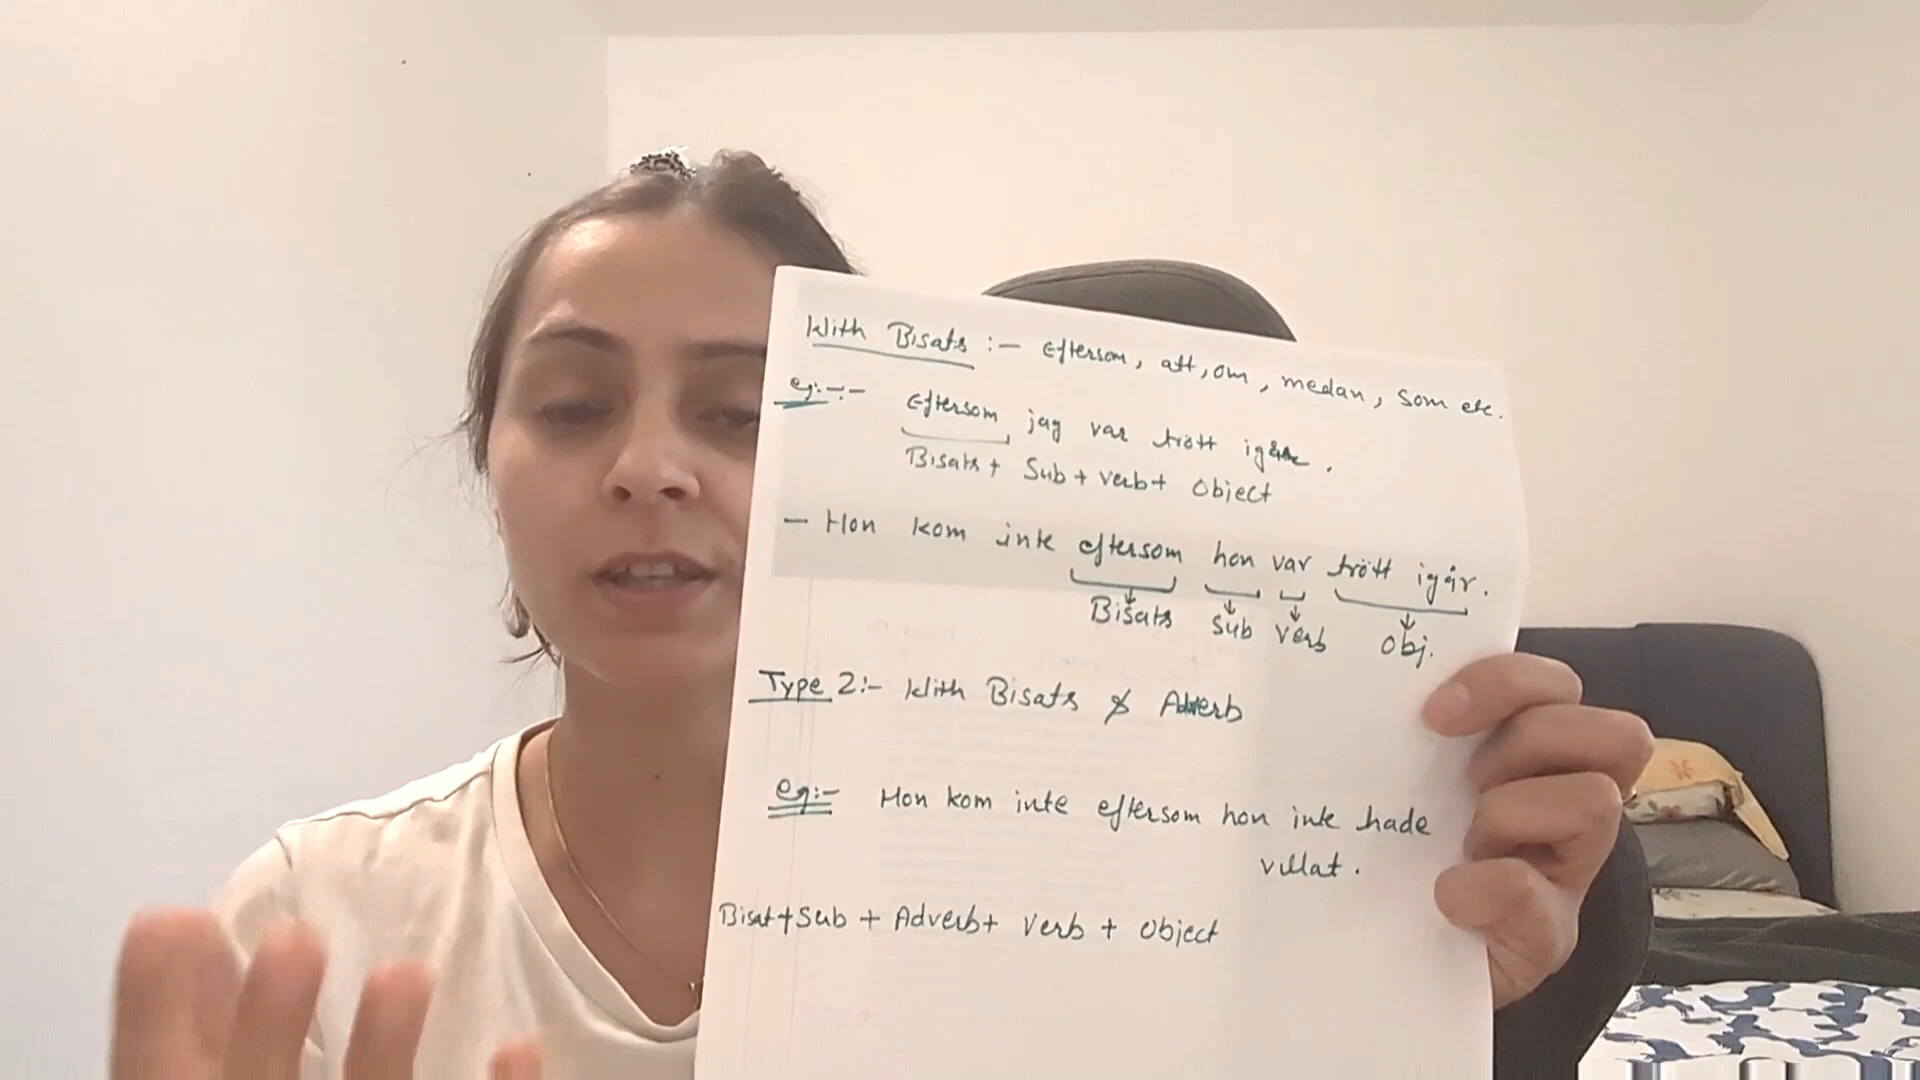 With Bisats :- Eftersom, att, om, medan, som etc.
eg:-- Eftersom jag var trött igår.
Bisats + Sub + Verb + Object
- Hon kom inte eftersom hon var trött igår.
Bisats Sub Verb Obj.
Type 2:- With Bisats & Adverb
eg:- Hon kom inte eftersom hon inte hade
villat.
Bisat + Sub + Adverb + Verb + Object